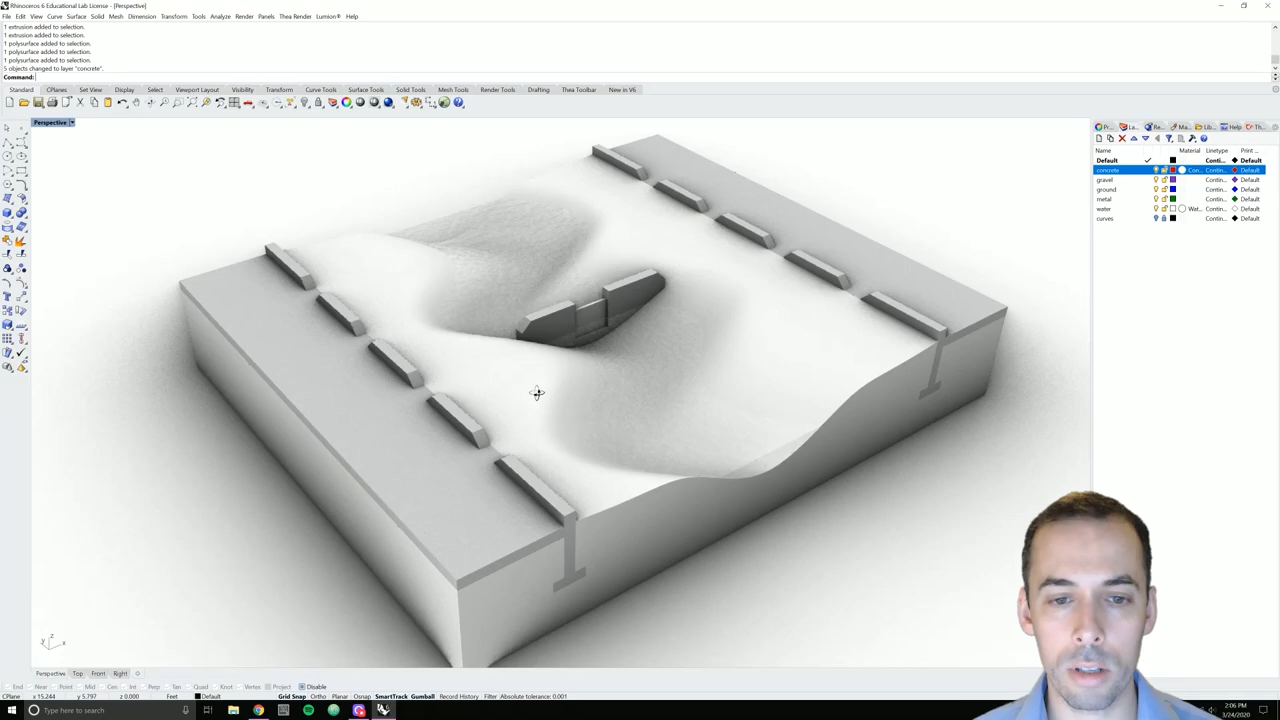 Rhinoceros 6 Educational Lab License - [Perspective]
File Edit View Curve Surface Solid Mesh Dimension Transform Tools Analyze Render Panels Thea Render Lumion® Help
1 extrusion added to selection.
1 extrusion added to selection.
1 polysurface added to selection.
1 polysurface added to selection.
1 polysurface added to selection.
5 objects changed to layer "concrete".
Command:
Standard CPlanes Set View Display Select Viewport Layout Visibility Transform Curve Tools Surface Tools Solid Tools Mesh Tools Render Tools Drafting Thea Toolbar New in V6
Perspective
Pr... La... Re... Ma... Lib... Help Th...
Name Material Linetype Print ...
Default Conti... Default
concrete Con... Contin... Default
gravel Contin... Default
ground Contin... Default
metal Contin... Default
water Wat... Contin... Default
curves Contin... Default
z
y x
Perspective Top Front Right
End Near Point Mid Cen Int Perp Tan Quad Knot Vertex Project Disable
CPlane x 15.244 y 5.797 z 0.000 Feet Default Grid Snap Ortho Planar Osnap SmartTrack Gumball Record History Filter Absolute tolerance: 0.001
Type here to search
2:06 PM
3/24/2020